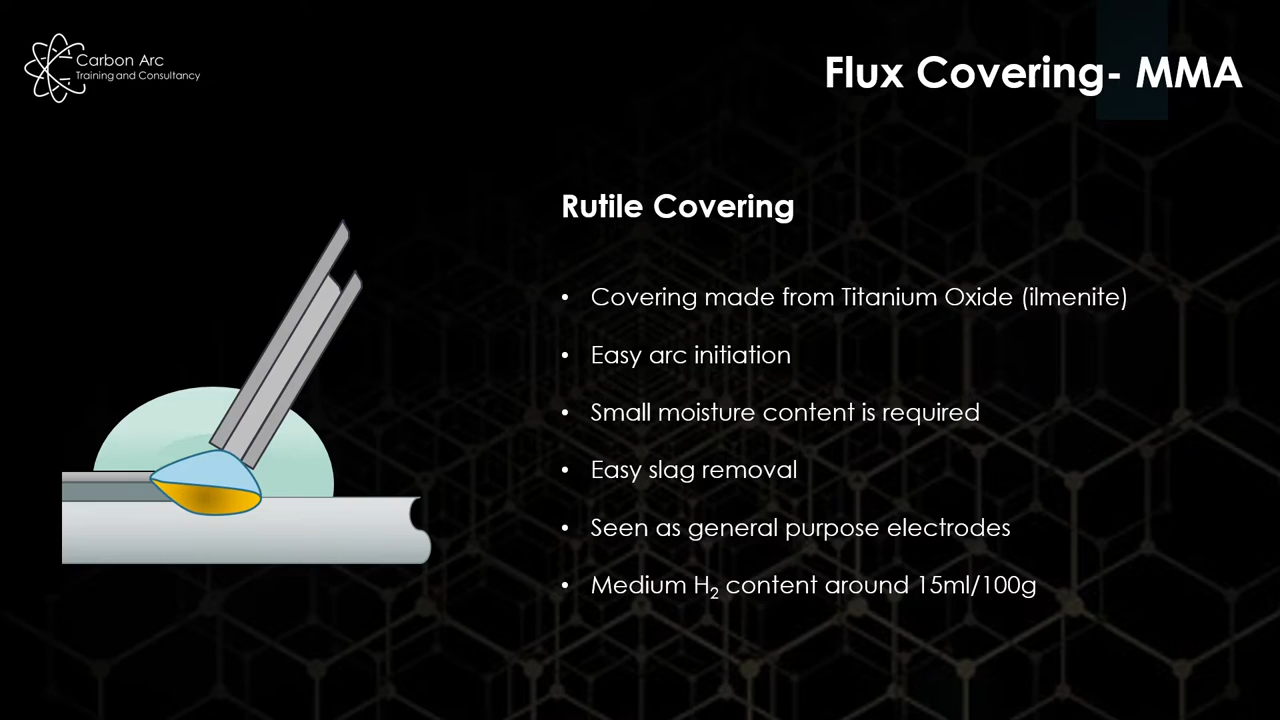 Carbon Arc
Training and Consultancy
Flux Covering- MMA
Rutile Covering
• Covering made from Titanium Oxide (ilmenite)
• Easy arc initiation
• Small moisture content is required
• Easy slag removal
• Seen as general purpose electrodes
• Medium H₂ content around 15ml/100g